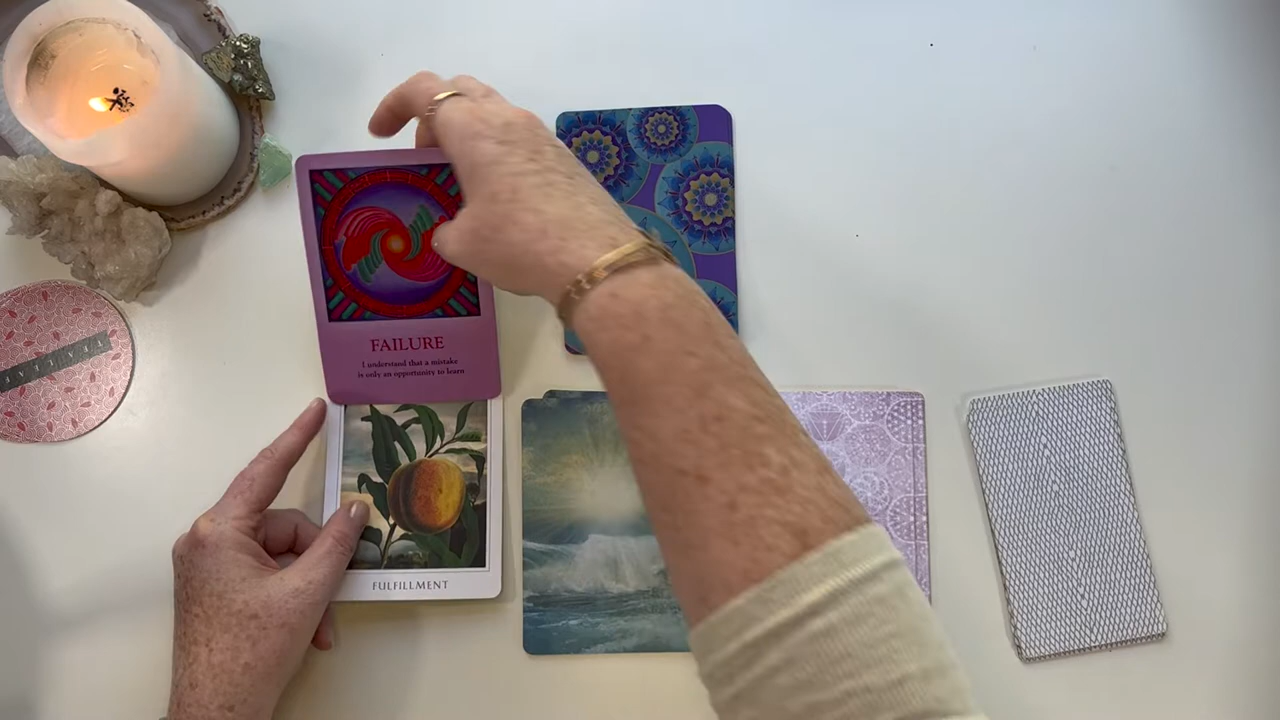 FAILURE
I understand that a mistake
is only an opportunity to learn
FULFILLMENT